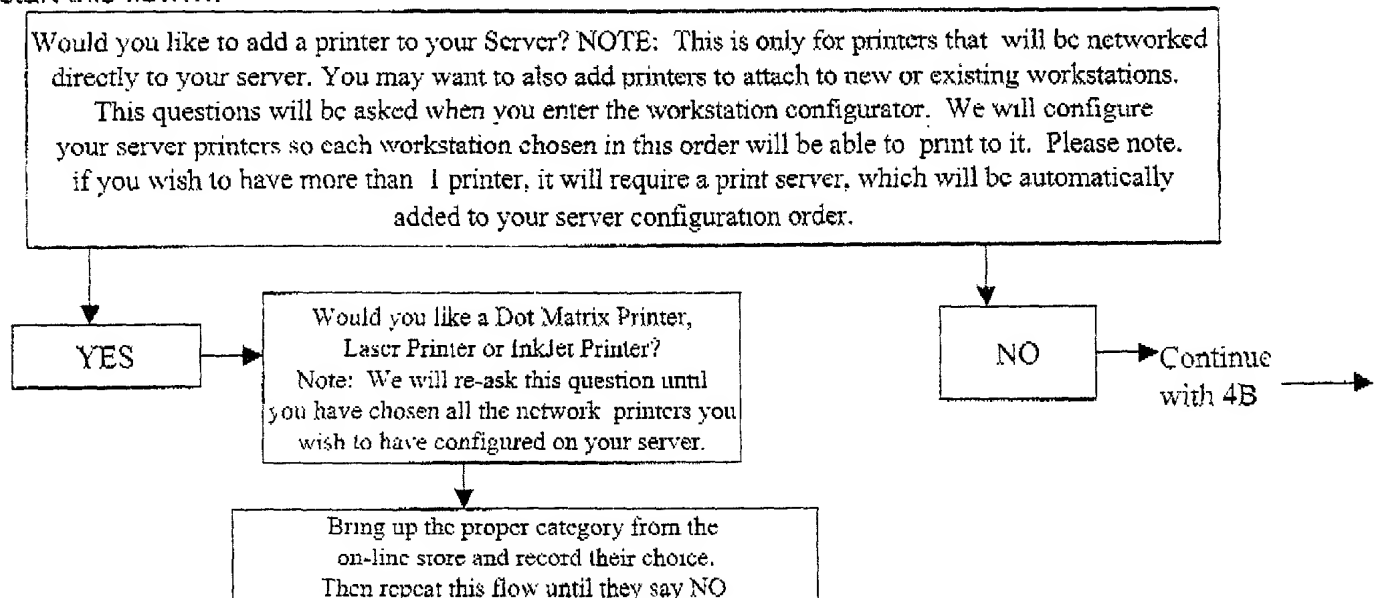 Would you like to add a printer to your Server? NOTE: This is only for printers that will be networked
directly to your server. You may want to also add printers to attach to new or existing workstations.
This questions will be asked when you enter the workstation configurator. We will configure
your server printers so each workstation chosen in this order will be able to print to it. Please note.
if you wish to have more than 1 printer, it will require a print server, which will be automatically
added to your server configuration order.
YES
Would you like a Dot Matrix Printer,
Laser Printer or InkJet Printer?
Note: We will re-ask this question until
you have chosen all the network printers you
wish to have configured on your server.
NO
Continue
with 4B
Bring up the proper category from the
on-line store and record their choice.
Then repeat this flow until they say NO